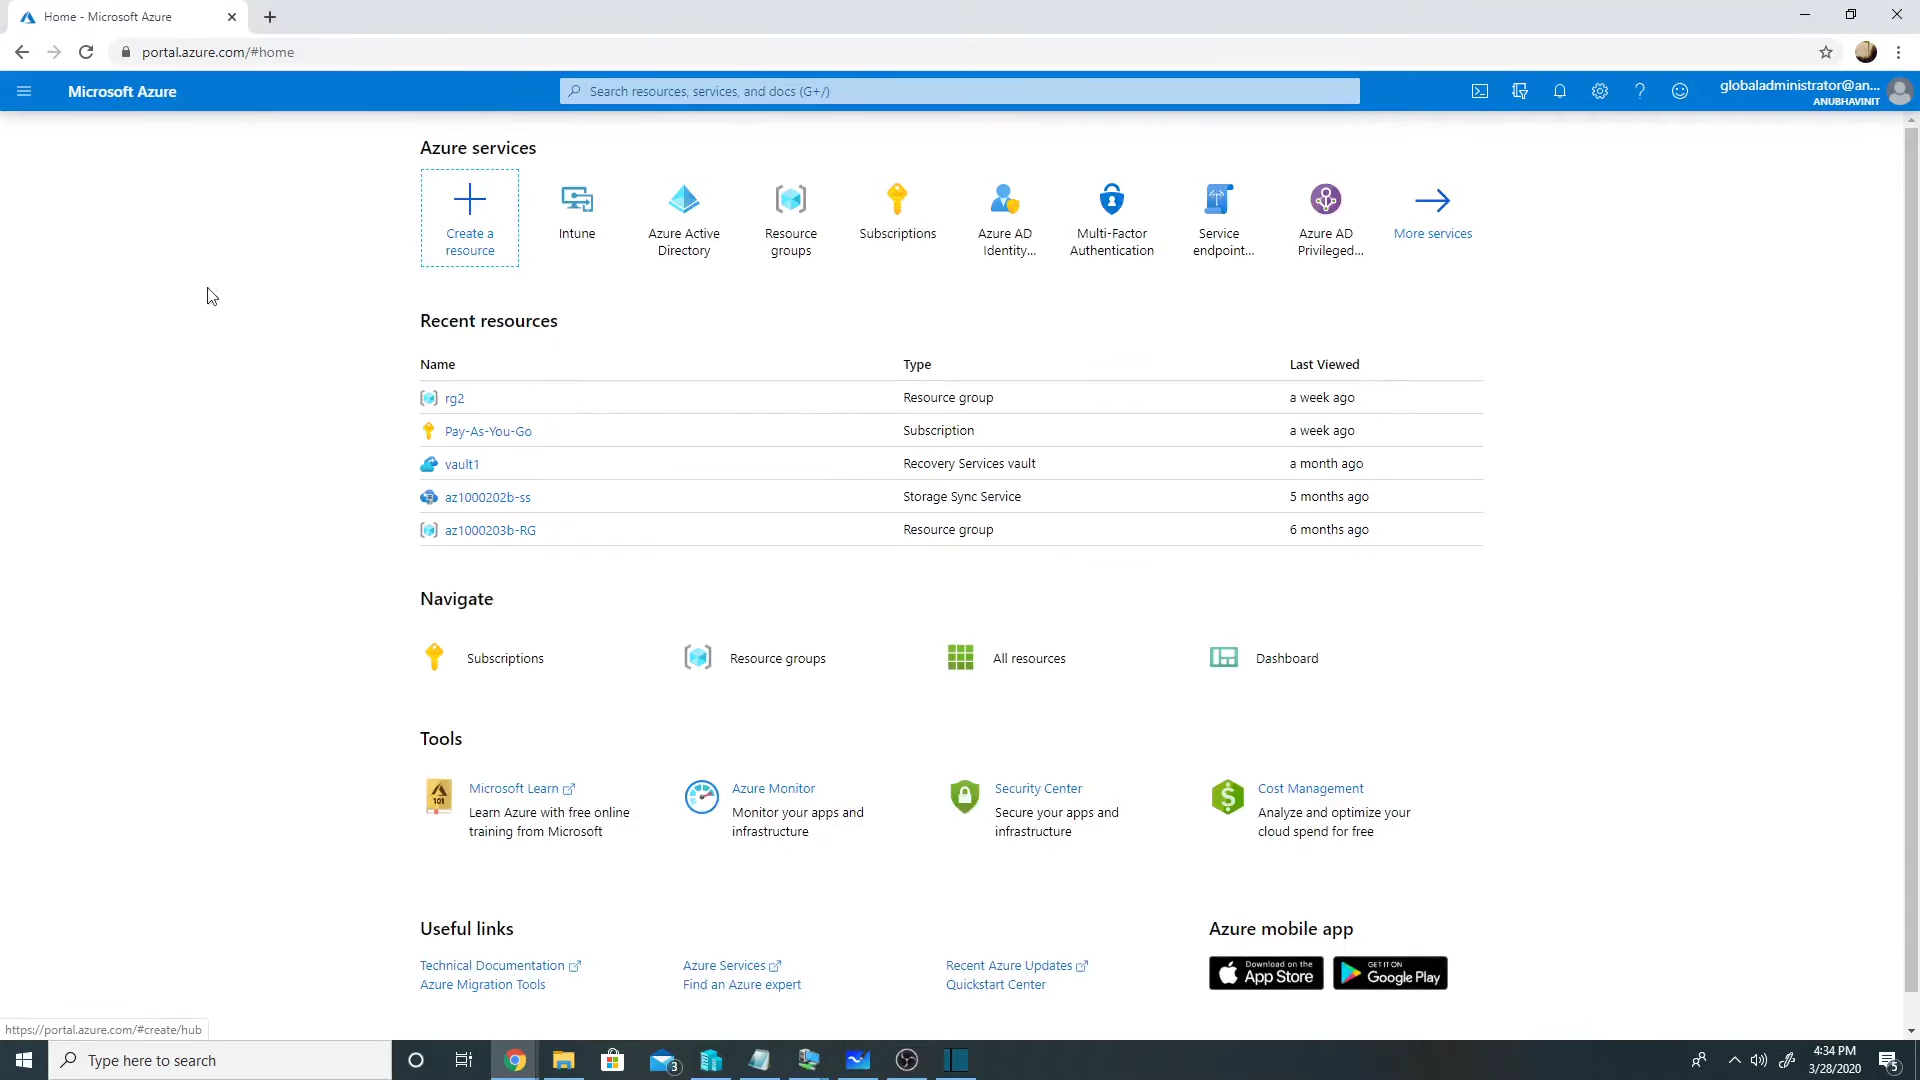 Home - Microsoft Azure
portal.azure.com/#home
Microsoft Azure
Search resources, services, and docs (G+/)
globaladministrator@an...
ANUBHAVINIT
Azure services
Create a resource
Intune
Azure Active Directory
Resource groups
Subscriptions
Azure AD Identity...
Multi-Factor Authentication
Service endpoint...
Azure AD Privileged...
More services
Recent resources
Name Type Last Viewed
rg2 Resource group a week ago
Pay-As-You-Go Subscription a week ago
vault1 Recovery Services vault a month ago
az1000202b-ss Storage Sync Service 5 months ago
az1000203b-RG Resource group 6 months ago
Navigate
Subscriptions
Resource groups
All resources
Dashboard
Tools
101
Microsoft Learn
Learn Azure with free online
training from Microsoft
Azure Monitor
Monitor your apps and
infrastructure
Security Center
Secure your apps and
infrastructure
Cost Management
Analyze and optimize your
cloud spend for free
Useful links
Technical Documentation
Azure Migration Tools
Azure Services
Find an Azure expert
Recent Azure Updates
Quickstart Center
Azure mobile app
Download on the
App Store
GET IT ON
Google Play
https://portal.azure.com/#create/hub
Type here to search
3
4:34 PM
3/28/2020
5